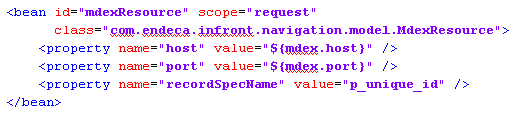 <bean id="mdexResource" scope="request"
class="com.endeca.infront.navigation.model.MdexResource">
<property name="host" value="${mdex.host}" />
<property name="port" value="${mdex.port}" />
<property name="recordSpecName" value="p_unique_id" />
</bean>